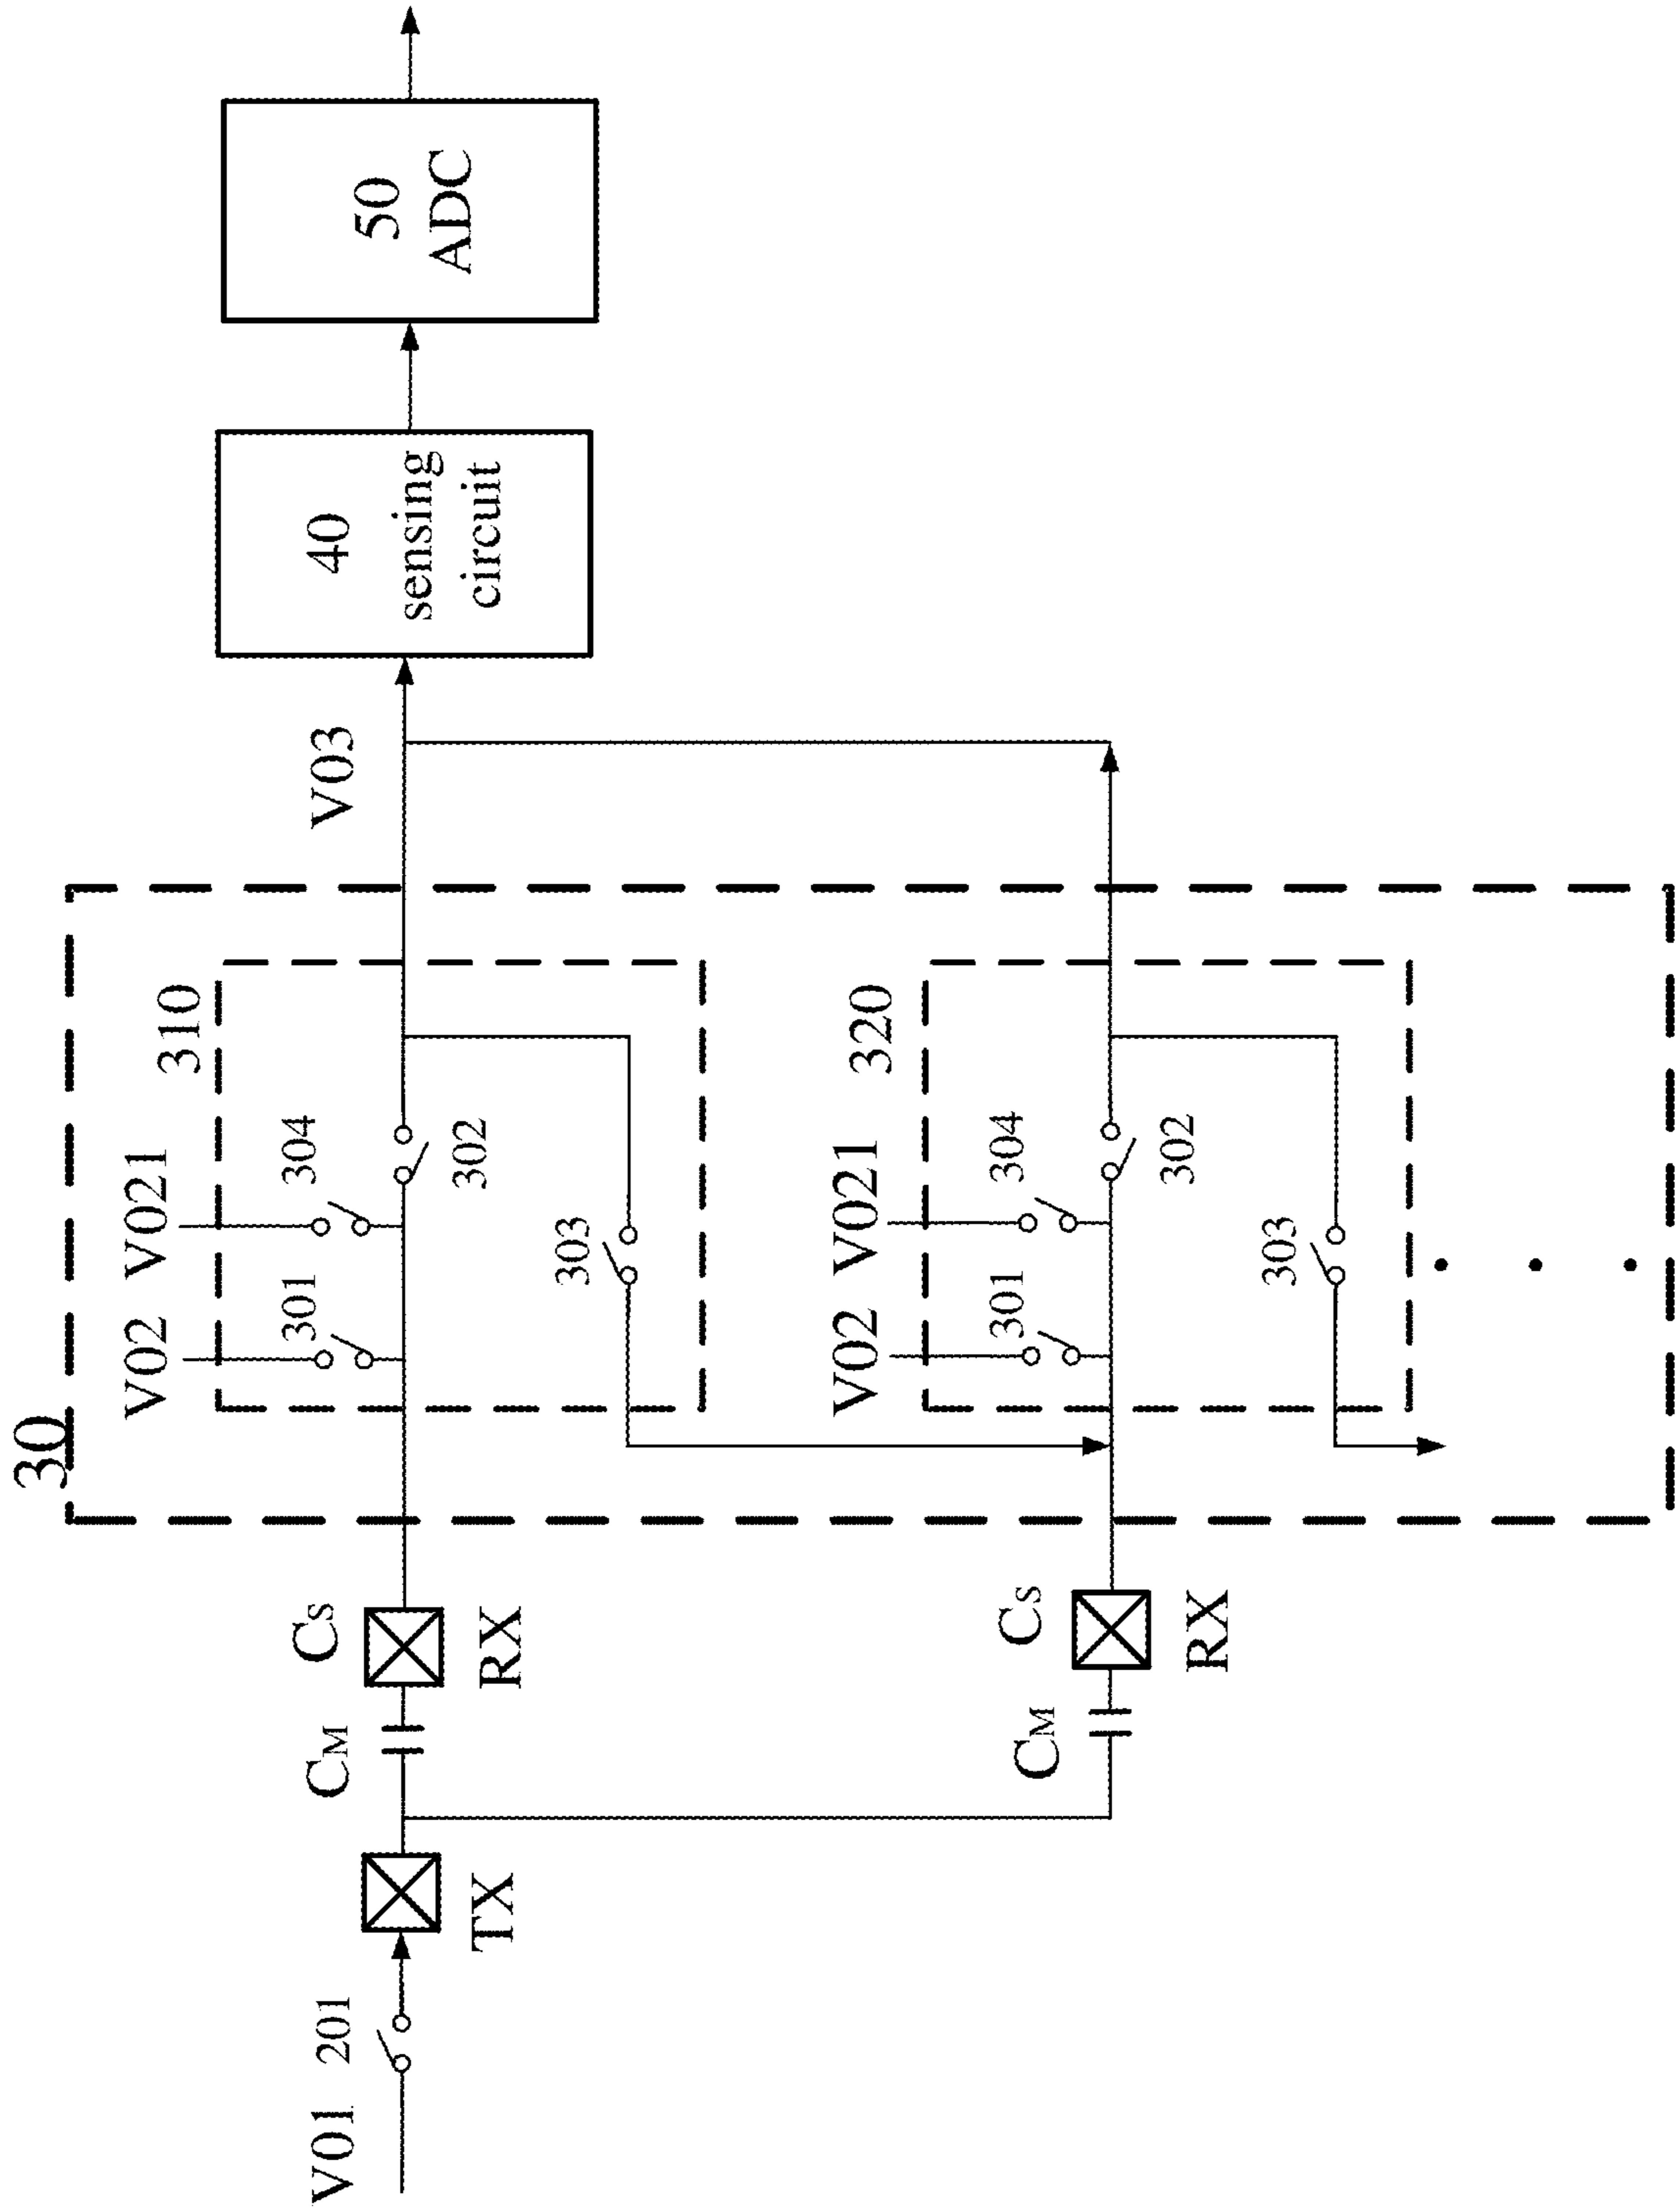 30
V02
V021
310
301
304
302
303
V03
40
sensing
circuit
50
ADC
V01
201
TX
CM
Cs
RX
V02
V021
320
301
304
302
303
CM
Cs
RX